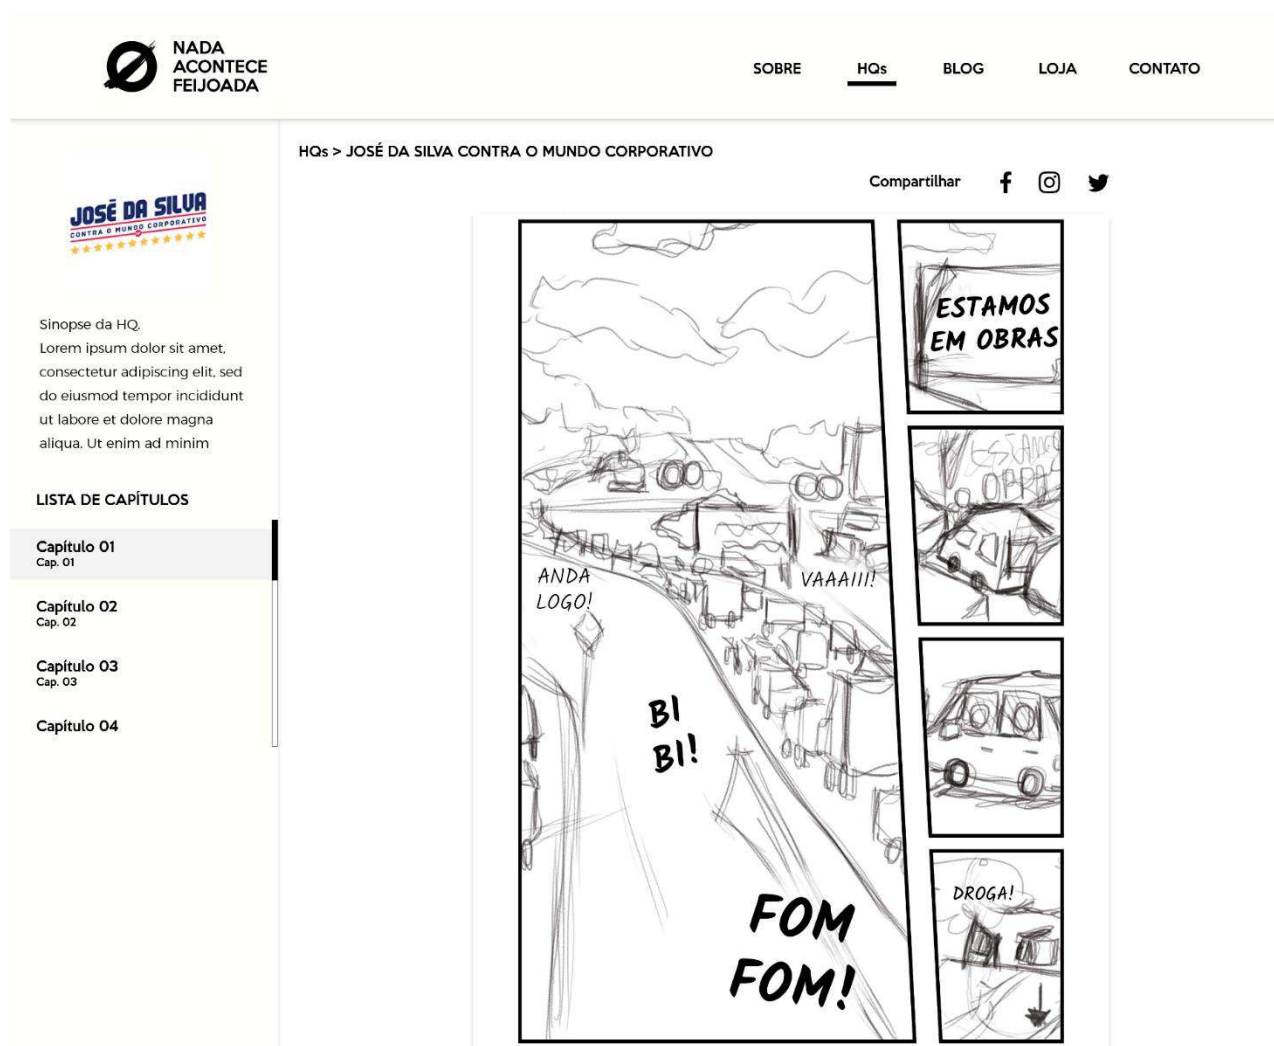 NADA
ACONTECE
FEIJOADA
SOBRE
HQs
BLOG
LOJA
CONTATO
JOSÉ DA SILVA
CONTRA O MUNDO CORPORATIVO
Sinopse da HQ.
Lorem ipsum dolor sit amet,
consectetur adipiscing elit, sed
do eiusmod tempor incididunt
ut labore et dolore magna
aliqua. Ut enim ad minim
LISTA DE CAPÍTULOS
Capítulo 01
Cap. 01
Capítulo 02
Cap. 02
Capítulo 03
Cap. 03
Capítulo 04
HQs > JOSÉ DA SILVA CONTRA O MUNDO CORPORATIVO
Compartilhar
ANDA
LOGO!
VAAAIII!
BI
BI!
FOM
FOM!
ESTAMOS
EM OBRAS
DROGA!